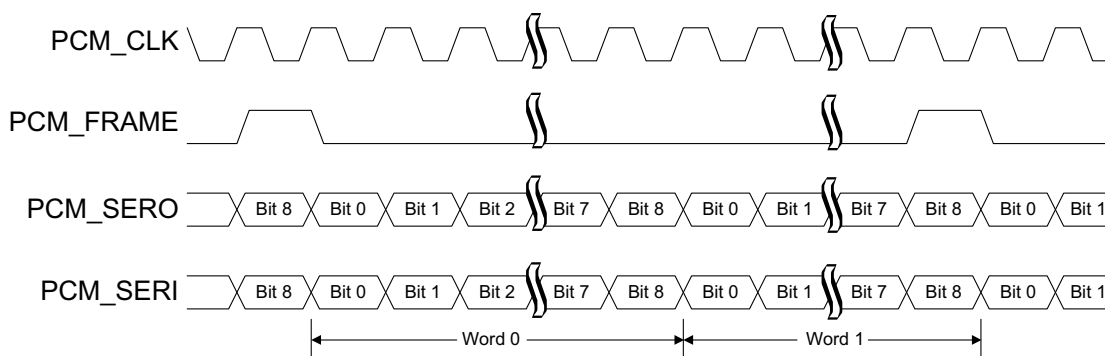 PCM_CLK
PCM_FRAME
PCM_SERO Bit 8 Bit 0 Bit 1 Bit 2 Bit 7 Bit 8 Bit 0 Bit 1 Bit 7 Bit 8 Bit 0 Bit 1
PCM_SERI Bit 8 Bit 0 Bit 1 Bit 2 Bit 7 Bit 8 Bit 0 Bit 1 Bit 7 Bit 8 Bit 0 Bit 1
Word 0 Word 1